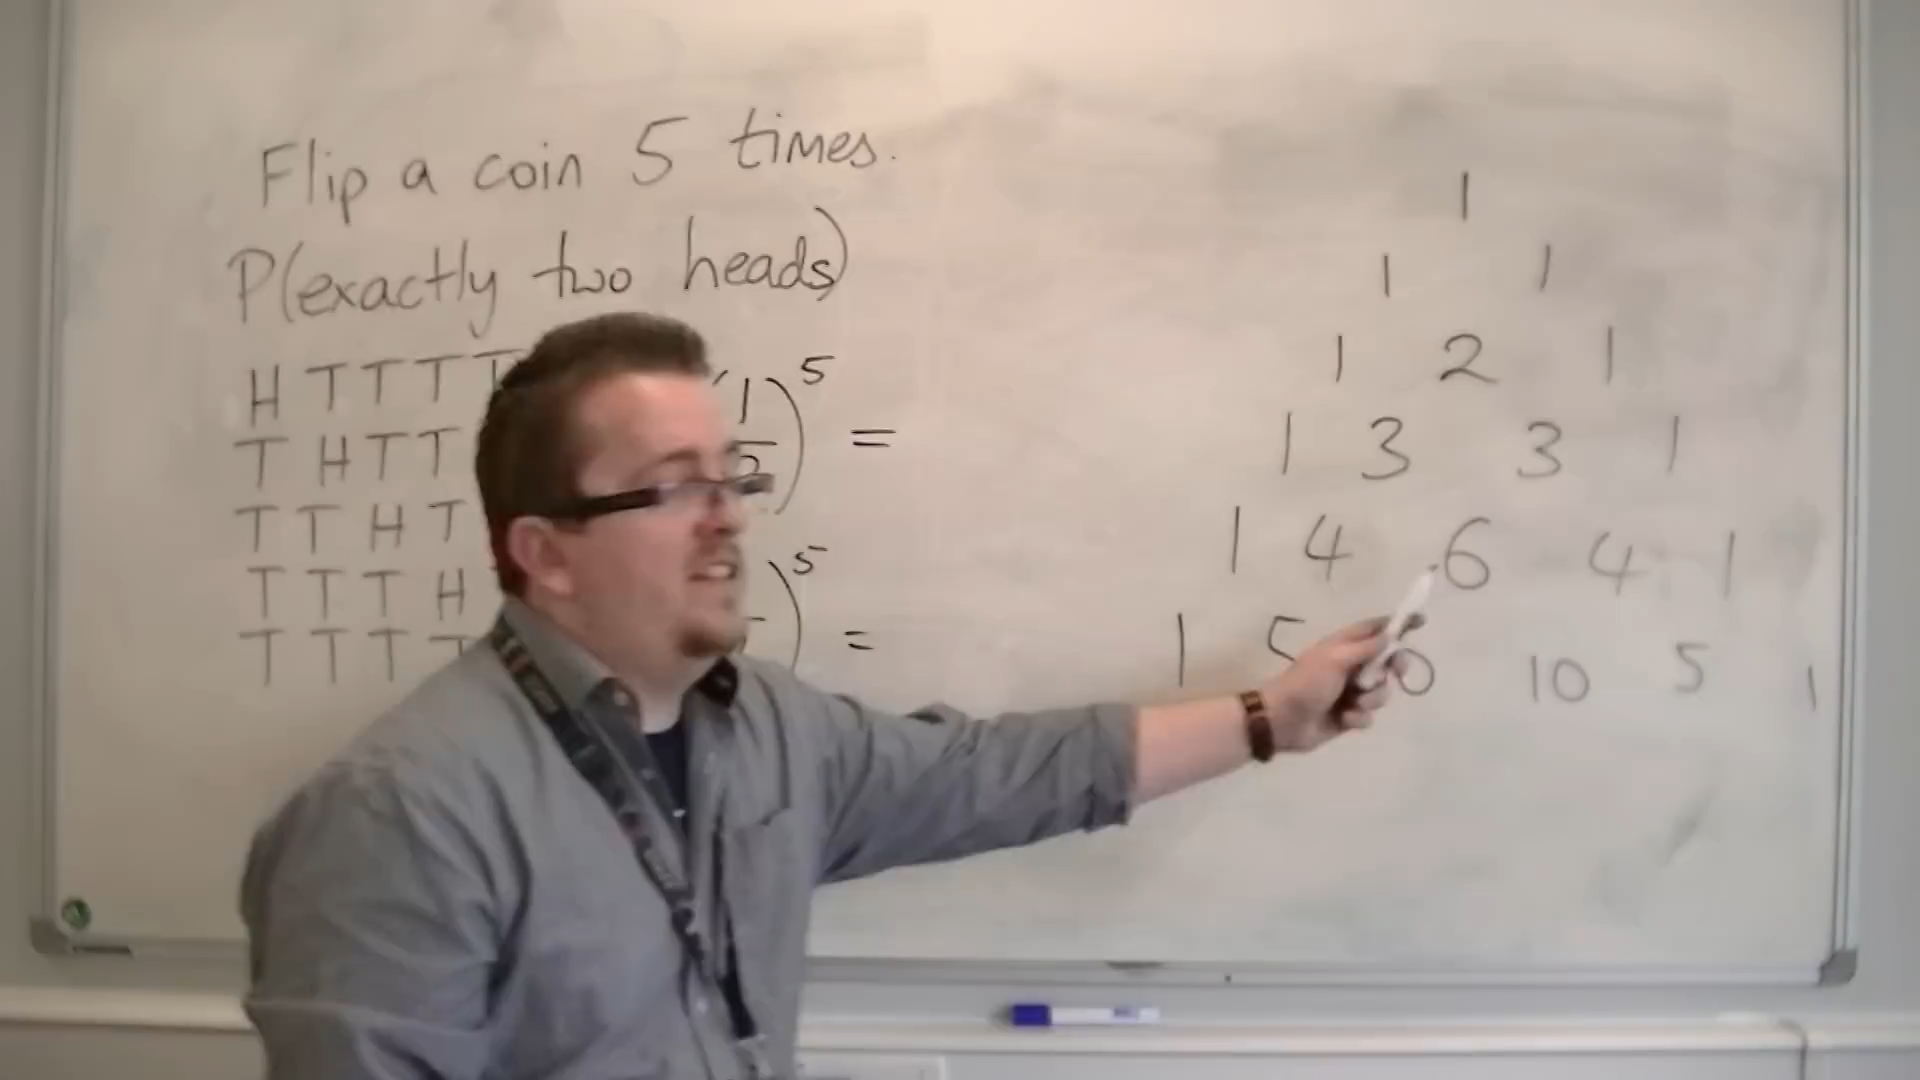 Flip a coin 5 times.
P(exactly two heads)
H T T T T
T H T T
T T H T
T T T H
T T T T
(1/2)^5 =
)^5 =
1
1 1
1 2 1
1 3 3 1
1 4 6 4 1
1 5 0 10 5 1